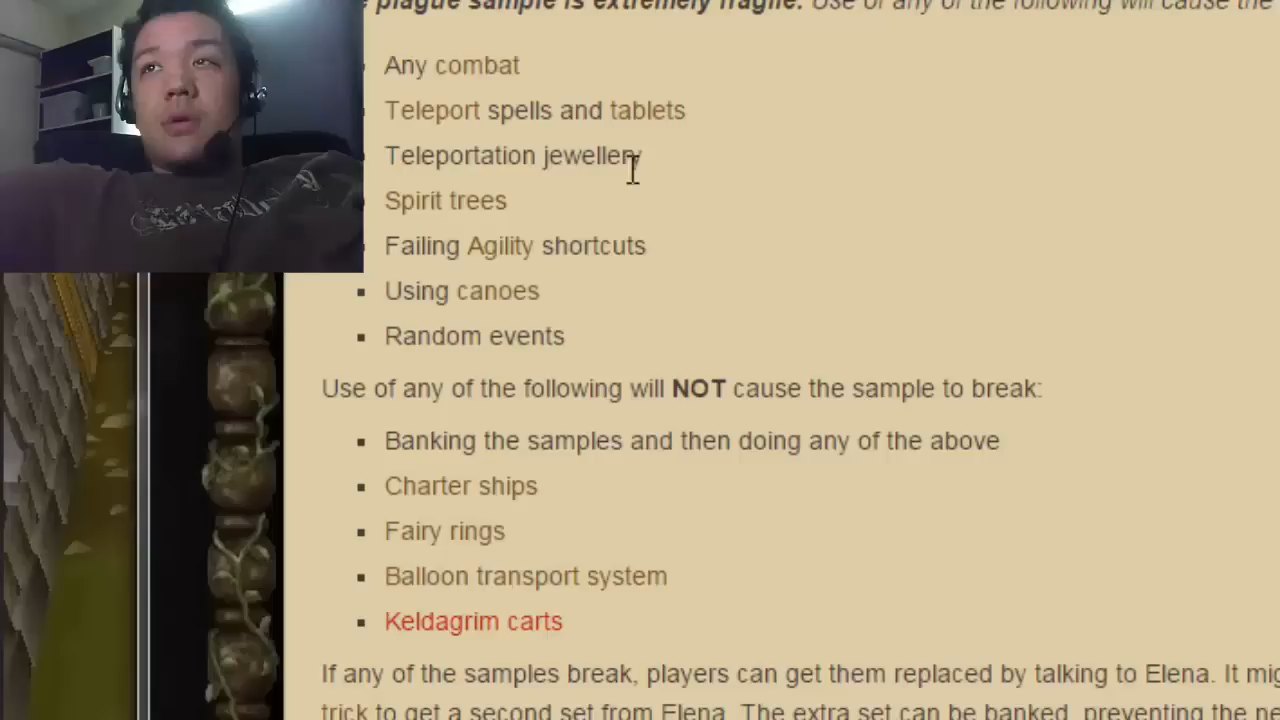 plague sample is extremely fragile. Use of any of the following will cause the
Any combat
Teleport spells and tablets
Teleportation jewellery
Spirit trees
Failing Agility shortcuts
Using canoes
Random events
Use of any of the following will NOT cause the sample to break:
Banking the samples and then doing any of the above
Charter ships
Fairy rings
Balloon transport system
Keldagrim carts
If any of the samples break, players can get them replaced by talking to Elena. It
trick to get a second set from Elena. The extra set can be banked, preventing the